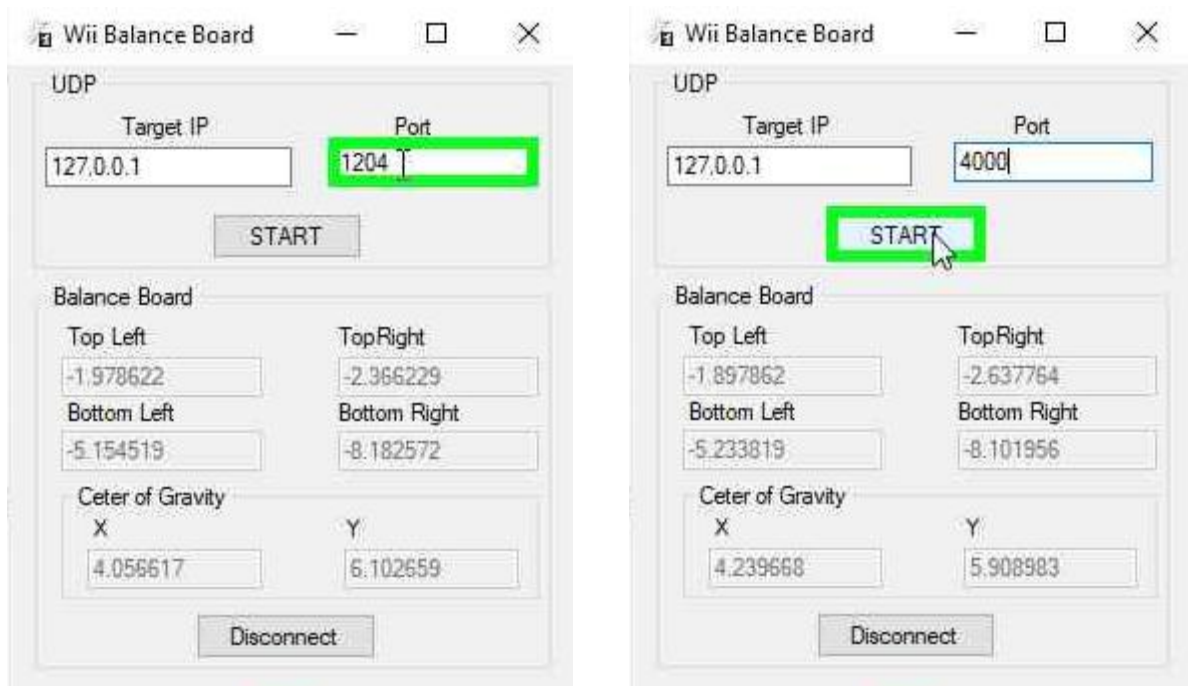 Wii Balance Board
UDP
Target IP Port
127.0.0.1 1204
START
Balance Board
Top Left TopRight
-1.978622 -2.366229
Bottom Left Bottom Right
-5.154519 -8.182572
Ceter of Gravity
X Y
4.056617 6.102659
Disconnect
Wii Balance Board
UDP
Target IP Port
127.0.0.1 4000
START
Balance Board
Top Left TopRight
-1.897862 -2.637764
Bottom Left Bottom Right
-5.233819 -8.101956
Ceter of Gravity
X Y
4.239668 5.908983
Disconnect